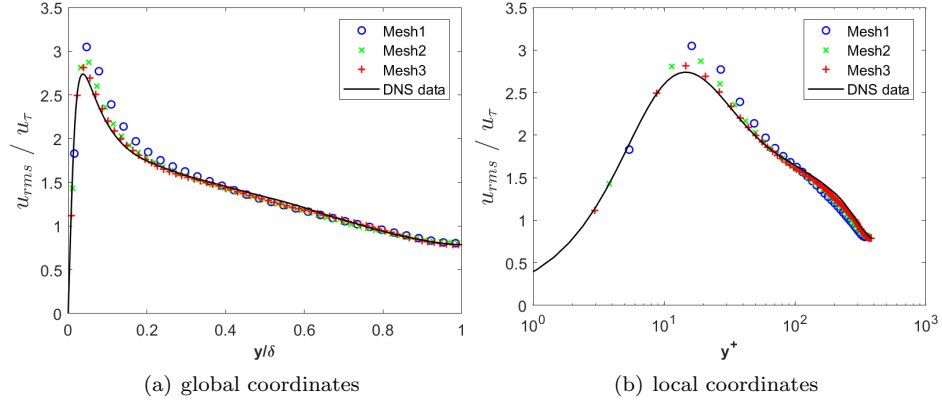 3.5
3
2.5
2
1.5
1
0.5
0
u_rms / u_τ
0 0.2 0.4 0.6 0.8 1
y/δ
Mesh1
Mesh2
Mesh3
DNS data
(a) global coordinates
3.5
3
2.5
2
1.5
1
0.5
0
u_rms / u_τ
10^0 10^1 10^2 10^3
y^+
Mesh1
Mesh2
Mesh3
DNS data
(b) local coordinates